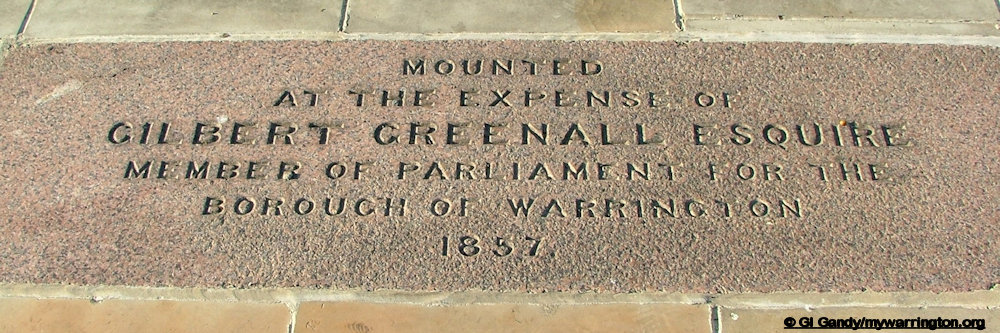 MOUNTED
AT THE EXPENSE OF
GILBERT GREENALL ESQUIRE
MEMBER OF PARLIAMENT FOR THE
BOROUGH OF WARRINGTON
1857.
© GI Gandy/mywarrington.org